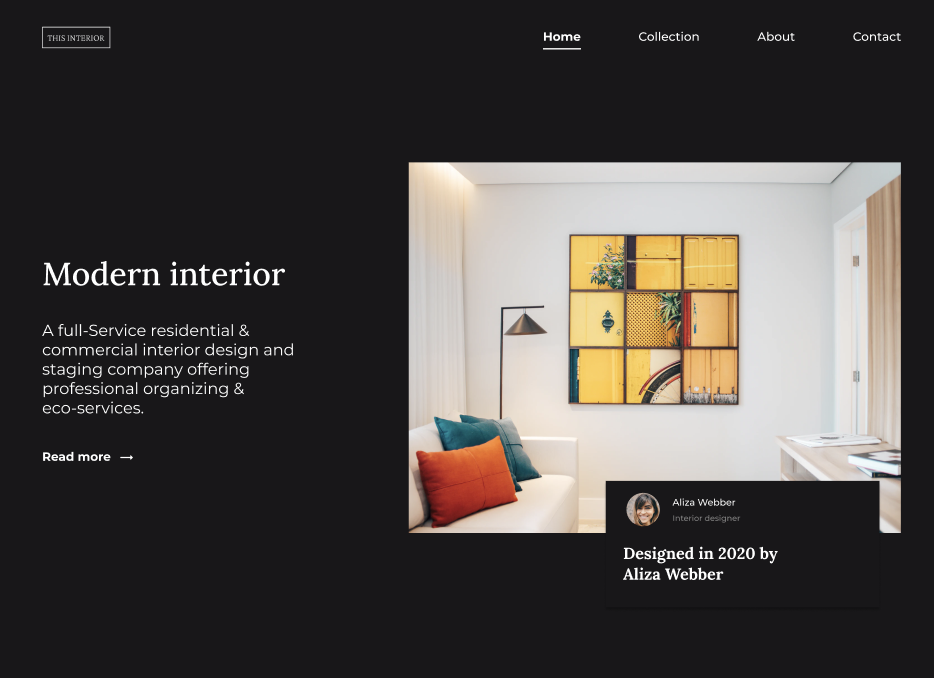 THIS INTERIOR
Home
Collection
About
Contact
Modern interior
A full-Service residential &
commercial interior design and
staging company offering
professional organizing &
eco-services.
Read more →
Aliza Webber
Interior designer
Designed in 2020 by
Aliza Webber